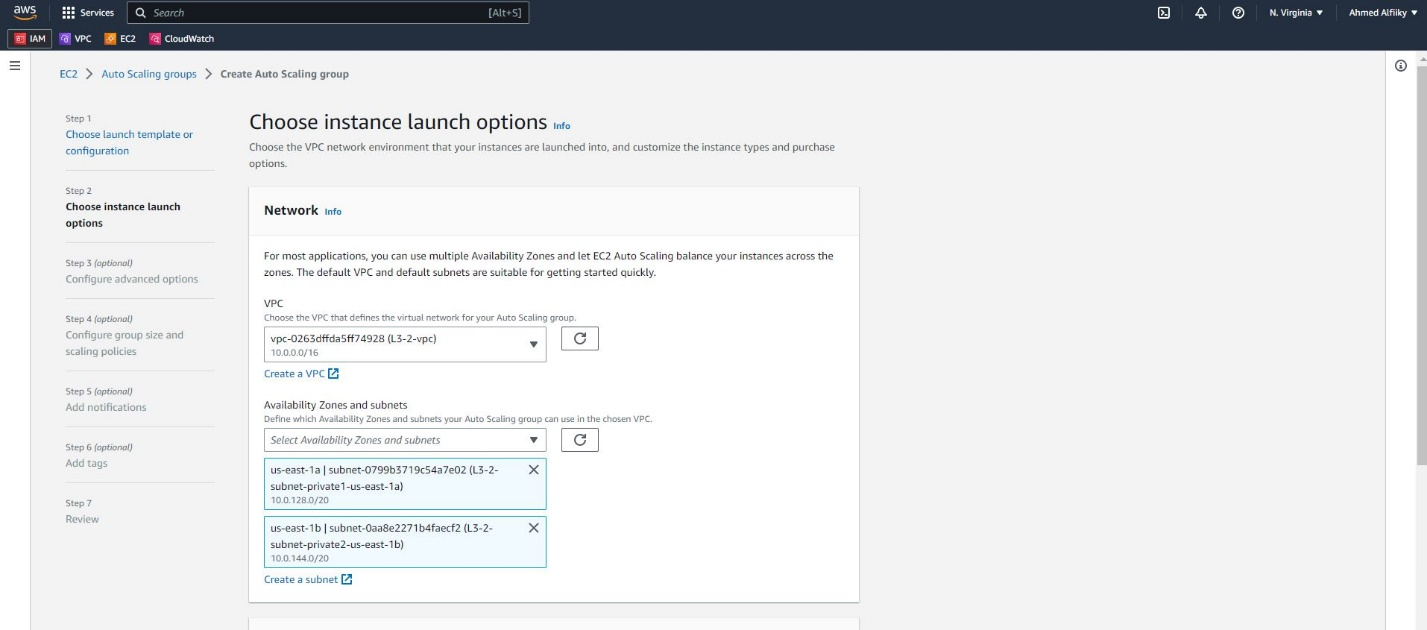 aws
Services
Search
[Alt+S]
N. Virginia
Ahmed Alfiiky
IAM
VPC
EC2
CloudWatch
EC2
Auto Scaling groups
Create Auto Scaling group
Step 1
Choose launch template or
configuration
Step 2
Choose instance launch
options
Step 3 (optional)
Configure advanced options
Step 4 (optional)
Configure group size and
scaling policies
Step 5 (optional)
Add notifications
Step 6 (optional)
Add tags
Step 7
Review
Choose instance launch options Info
Choose the VPC network environment that your instances are launched into, and customize the instance types and purchase
options.
Network Info
For most applications, you can use multiple Availability Zones and let EC2 Auto Scaling balance your instances across the
zones. The default VPC and default subnets are suitable for getting started quickly.
VPC
Choose the VPC that defines the virtual network for your Auto Scaling group.
vpc-0263dffda5ff74928 (L3-2-vpc)
10.0.0.0/16
Create a VPC
Availability Zones and subnets
Define which Availability Zones and subnets your Auto Scaling group can use in the chosen VPC.
Select Availability Zones and subnets
us-east-1a | subnet-0799b3719c54a7e02 (L3-2-
subnet-private1-us-east-1a)
10.0.128.0/20
us-east-1b | subnet-0aa8e2271b4faecf2 (L3-2-
subnet-private2-us-east-1b)
10.0.144.0/20
Create a subnet